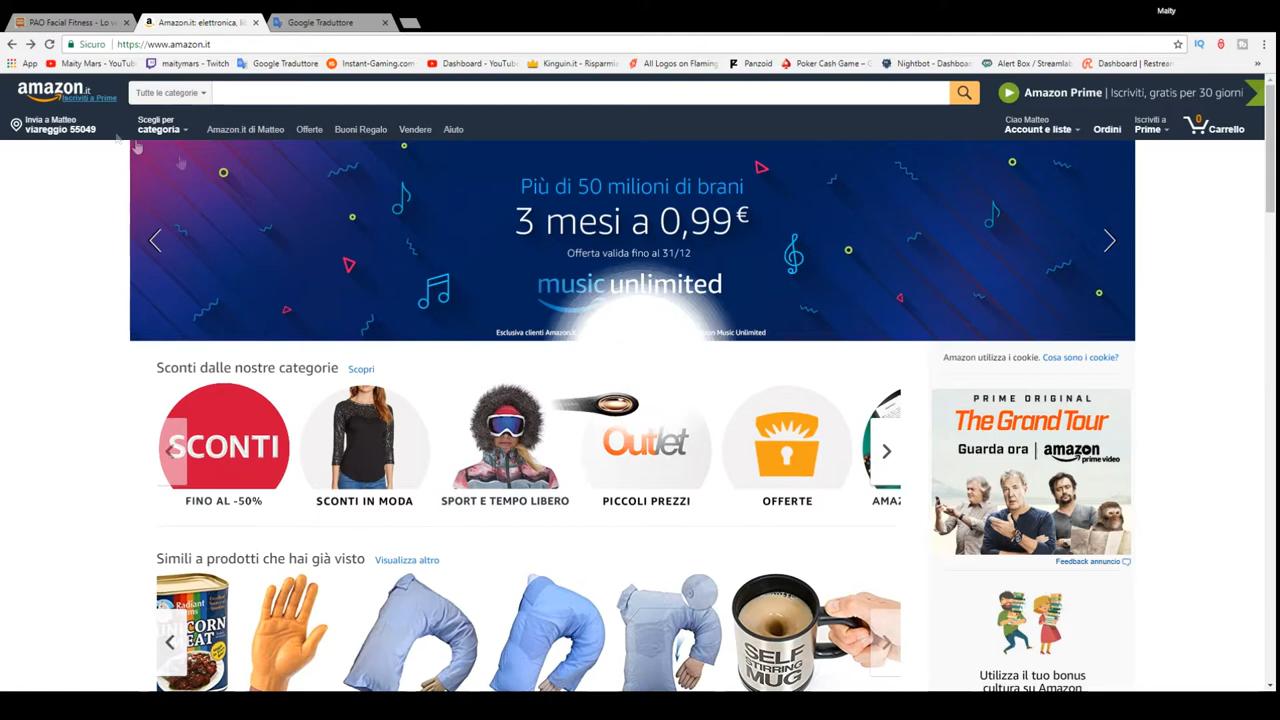 Maity
PAO Facial Fitness - Lo v
Amazon.it: elettronica, lib
Google Traduttore
Sicuro
https://www.amazon.it
App
Maity Mars - YouTub
maitymars - Twitch
Google Traduttore
Instant-Gaming.com
Dashboard - YouTub
Kinguin.it - Risparmi
All Logos on Flaming
Panzoid
Poker Cash Game – G
Nightbot - Dashboar
Alert Box / Streamlab
Dashboard | Restrea
amazon.it
Iscriviti a Prime
Tutte le categorie
Amazon Prime | Iscriviti, gratis per 30 giorni
Invia a Matteo
viareggio 55049
Scegli per
categoria
Amazon.it di Matteo
Offerte
Buoni Regalo
Vendere
Aiuto
Ciao Matteo
Account e liste
Ordini
Iscriviti a
Prime
0
Carrello
Più di 50 milioni di brani
3 mesi a 0,99€
Offerta valida fino al 31/12
music unlimited
Esclusiva clienti Amazon.it
on Music Unlimited
Sconti dalle nostre categorie
Scopri
Amazon utilizza i cookie. Cosa sono i cookie?
SCONTI
Outlet
FINO AL -50%
SCONTI IN MODA
SPORT E TEMPO LIBERO
PICCOLI PREZZI
OFFERTE
AMAZ
PRIME ORIGINAL
THE GRAND TOUR
Guarda ora
amazon
prime video
Feedback annuncio
Simili a prodotti che hai già visto
Visualizza altro
Radiant
UNICORN
MEAT
SELF
STIRRING
MUG
Utilizza il tuo bonus
cultura su Amazon